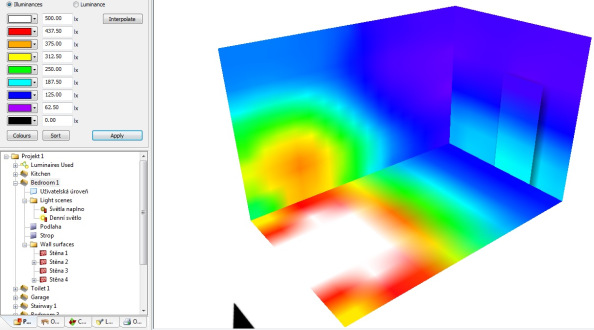 Illuminances Luminance
500.00 lx Interpolate
437.50 lx
375.00 lx
312.50 lx
250.00 lx
187.50 lx
125.00 lx
62.50 lx
0.00 lx
Colours Sort Apply
Projekt 1
Luminaires Used
Kitchen
Bedroom 1
Uživatelská úroveň
Light scenes
Světla naplno
Denní světlo
Podlaha
Strop
Wall surfaces
Stěna 1
Stěna 2
Stěna 3
Stěna 4
Toilet 1
Garage
Stairway 1
Bedroom 3
P... O... C... L... O...